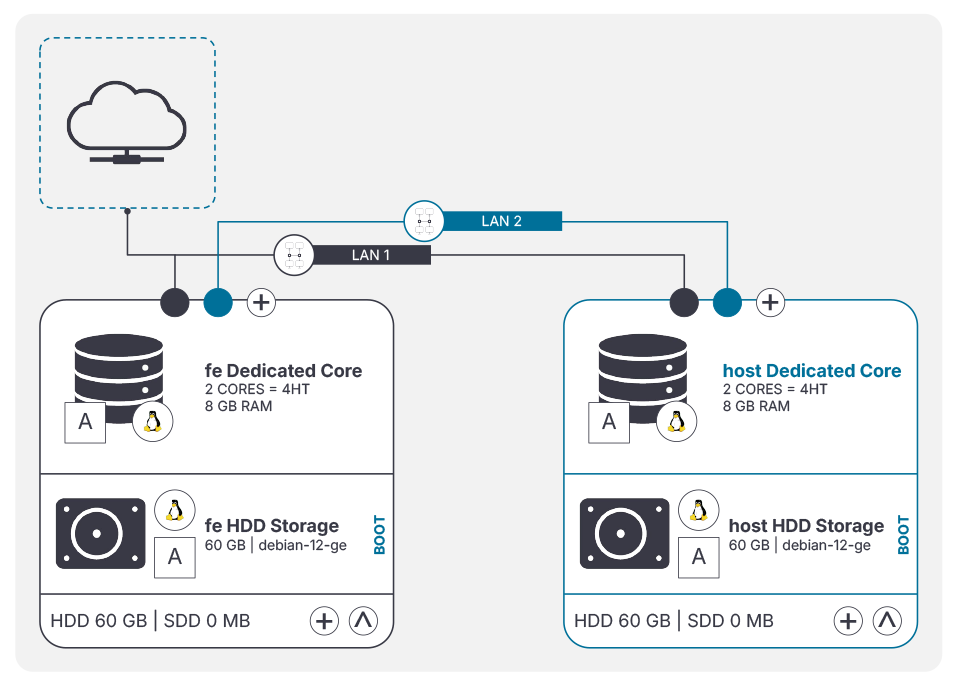 LAN 2
LAN 1
fe Dedicated Core
2 CORES = 4HT
8 GB RAM
A
host Dedicated Core
2 CORES = 4HT
8 GB RAM
A
fe HDD Storage
60 GB | debian-12-ge
A
BOOT
host HDD Storage
60 GB | debian-12-ge
A
BOOT
HDD 60 GB | SDD 0 MB
HDD 60 GB | SDD 0 MB